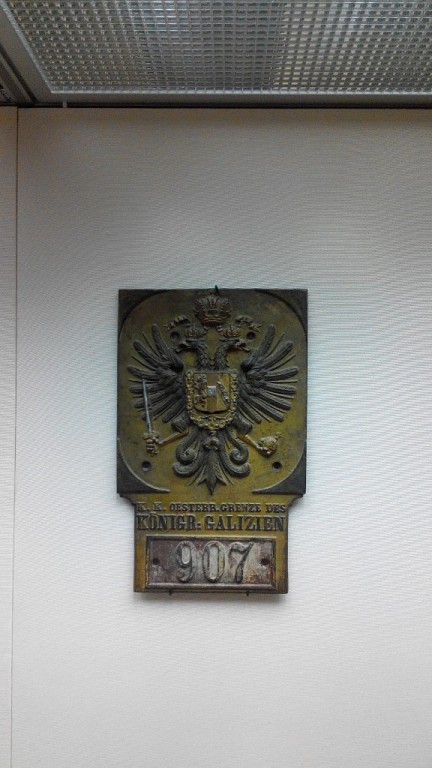 K. K. OESTERR. GRENZE DES
KÖNIGR: GALIZIEN
907